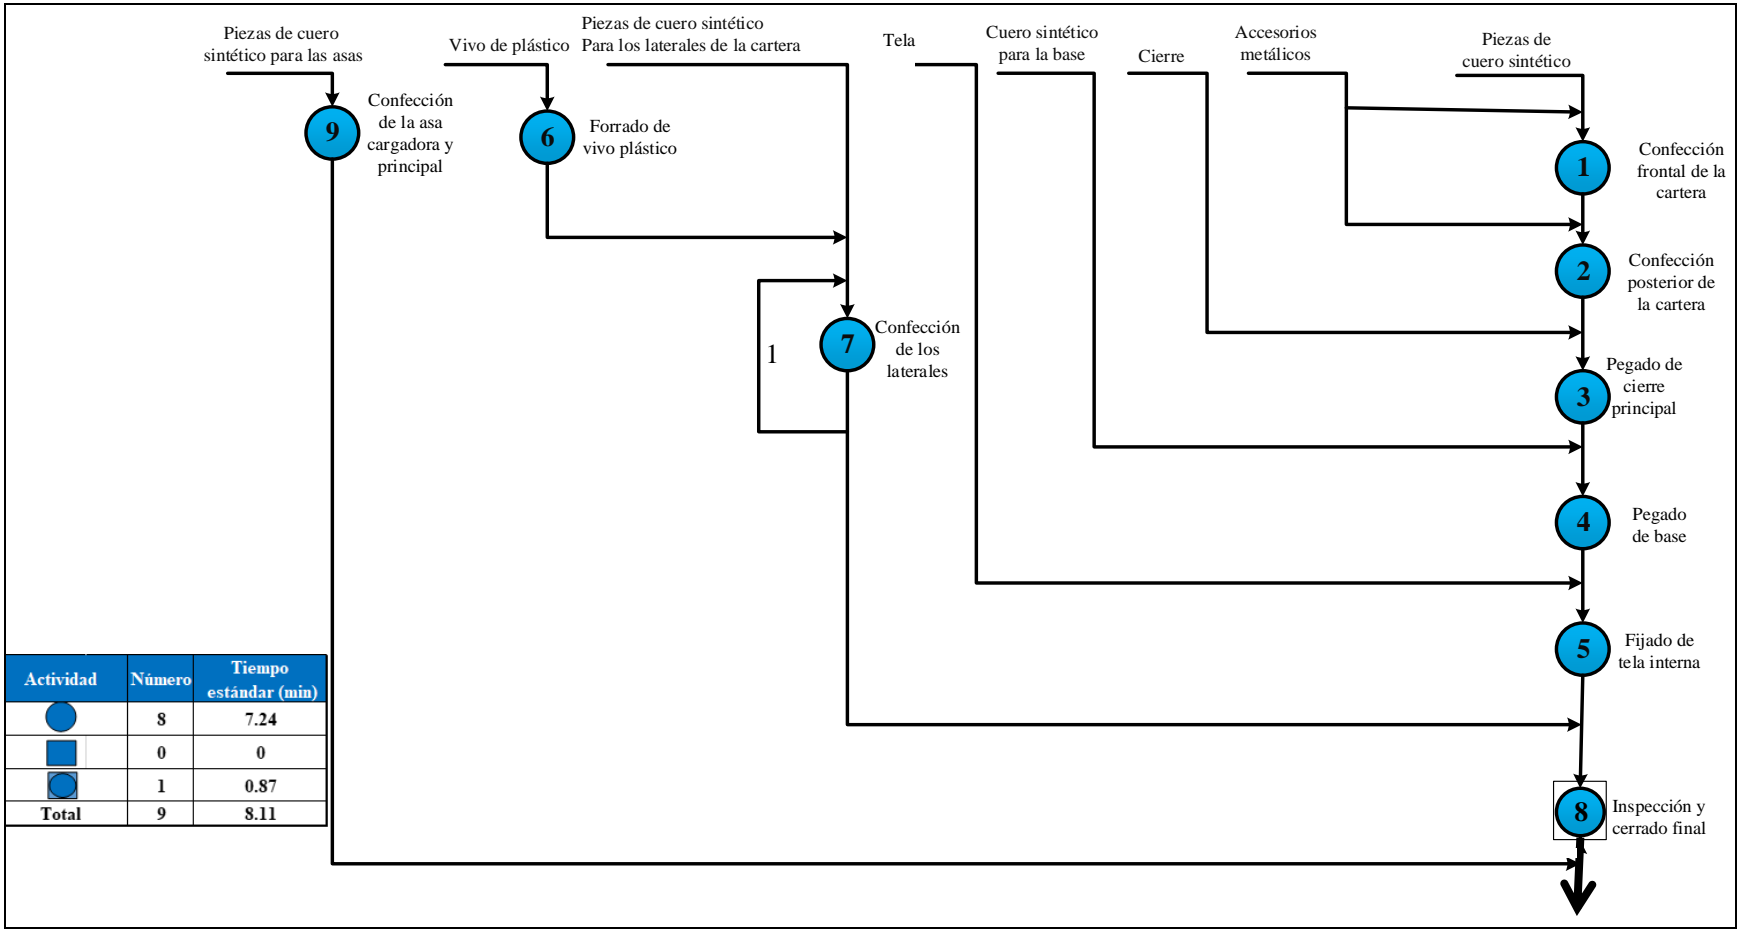 Piezas de cuero
sintético para las asas
Vivo de plástico
Piezas de cuero sintético
Para los laterales de la cartera
Tela
Cuero sintético
para la base
Cierre
Accesorios
metálicos
Piezas de
cuero sintético
9
Confección
de la asa
cargadora y
principal
6
Forrado de
vivo plástico
1
Confección
frontal de la
cartera
2
Confección
posterior de
la cartera
7
Confección
de los
laterales
1
3
Pegado de
cierre
principal
4
Pegado
de base
5
Fijado de
tela interna
8
Inspección y
cerrado final
Actividad Número Tiempo
estándar (min)
8 7.24
0 0
1 0.87
Total 9 8.11